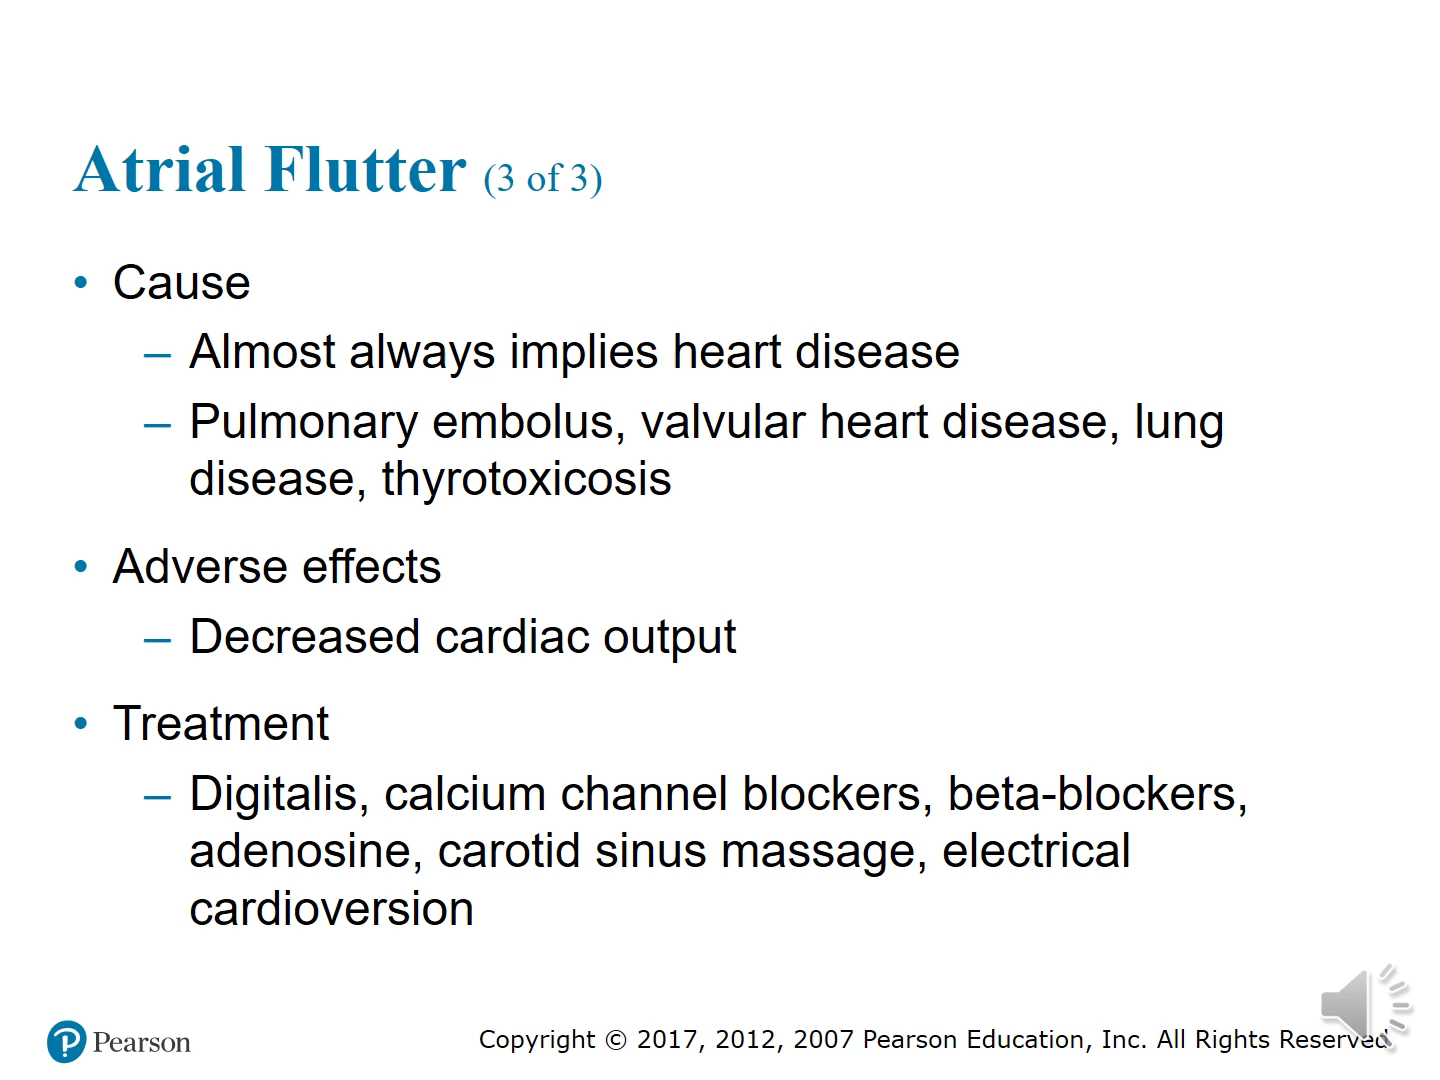 Atrial Flutter (3 of 3)
• Cause
– Almost always implies heart disease
– Pulmonary embolus, valvular heart disease, lung
disease, thyrotoxicosis
• Adverse effects
– Decreased cardiac output
• Treatment
– Digitalis, calcium channel blockers, beta-blockers,
adenosine, carotid sinus massage, electrical
cardioversion
Pearson
Copyright © 2017, 2012, 2007 Pearson Education, Inc. All Rights Reserved